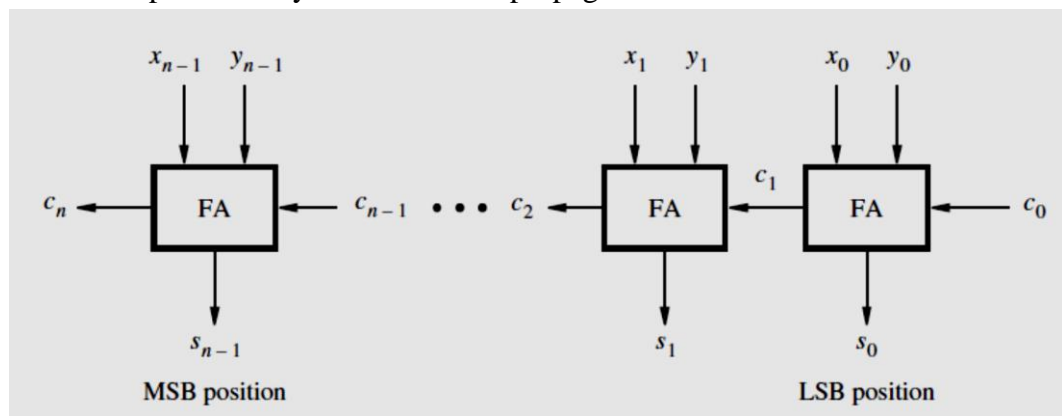 x_{n-1} y_{n-1} x_1 y_1 x_0 y_0
c_n FA c_{n-1} • • • c_2 FA c_1 FA c_0
s_{n-1} s_1 s_0
MSB position LSB position